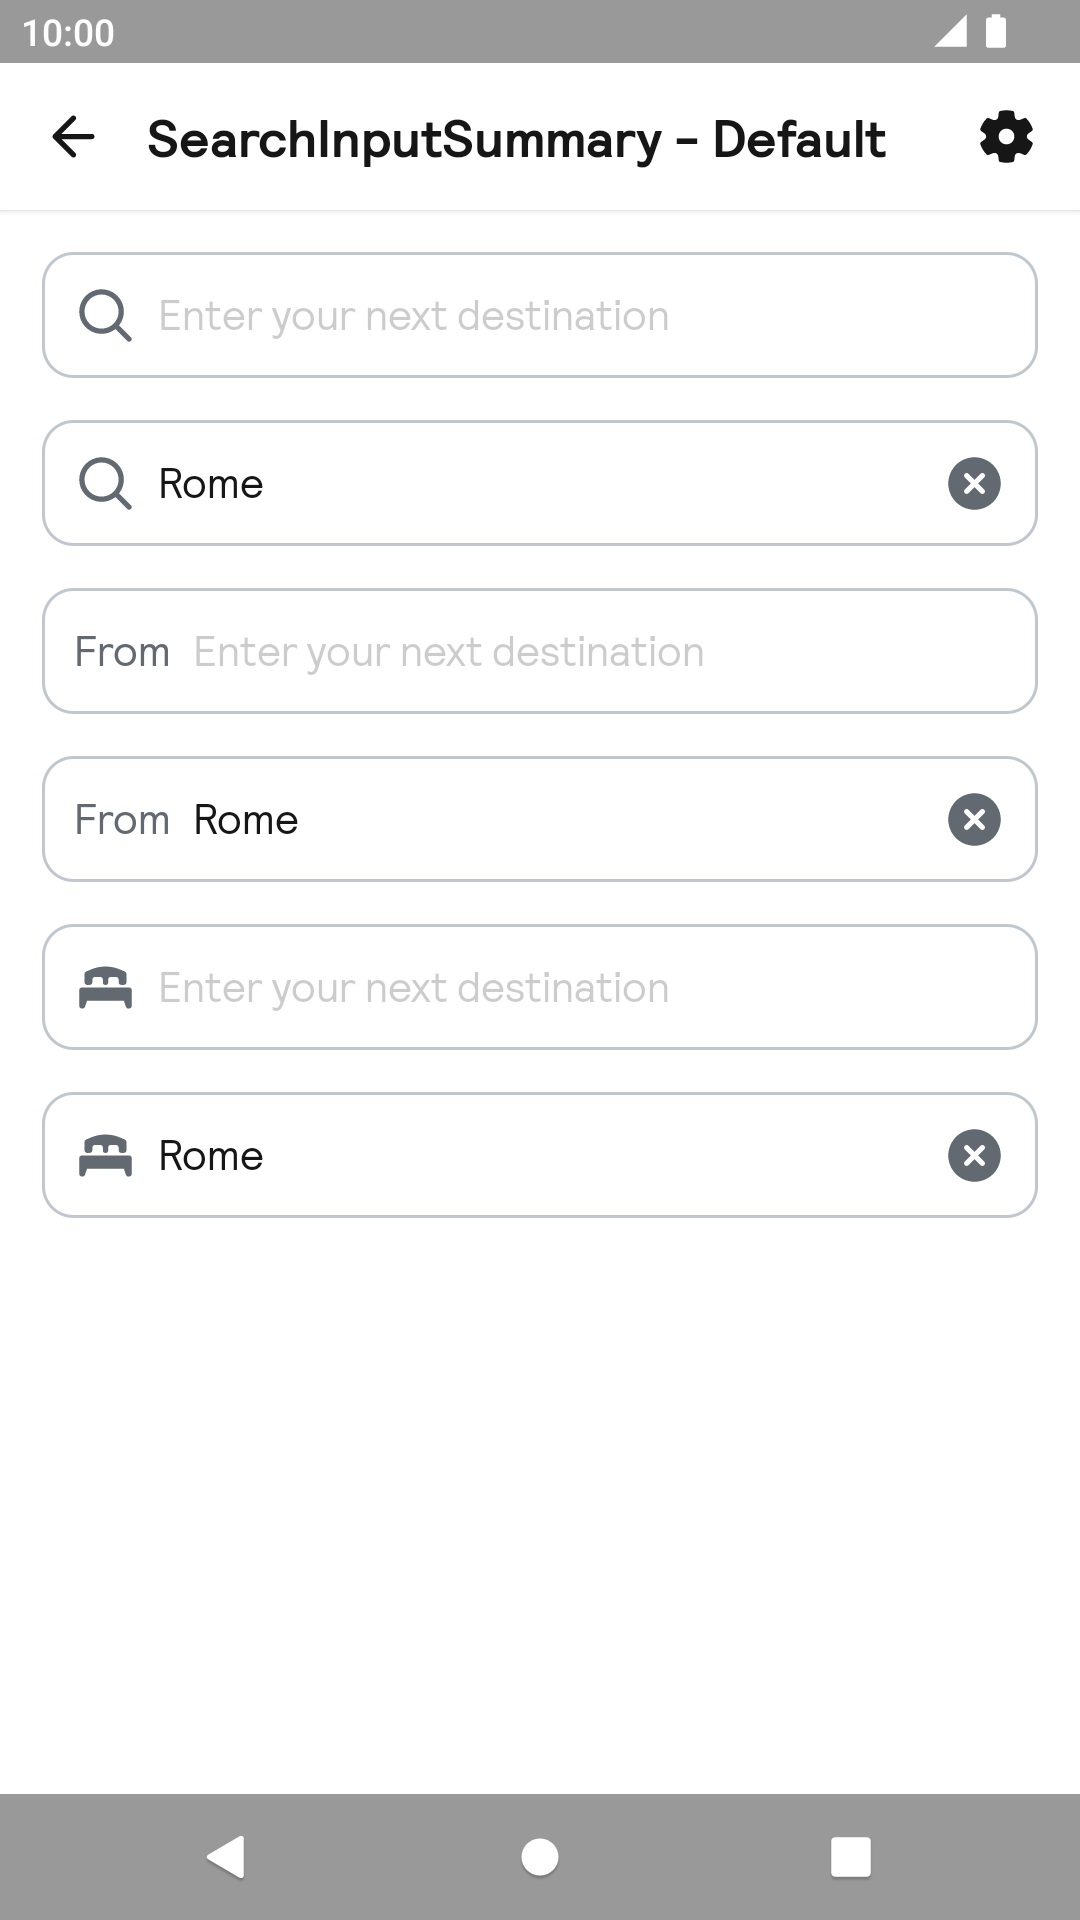 10:00
SearchInputSummary - Default
Enter your next destination
Rome
From Enter your next destination
From Rome
Enter your next destination
Rome